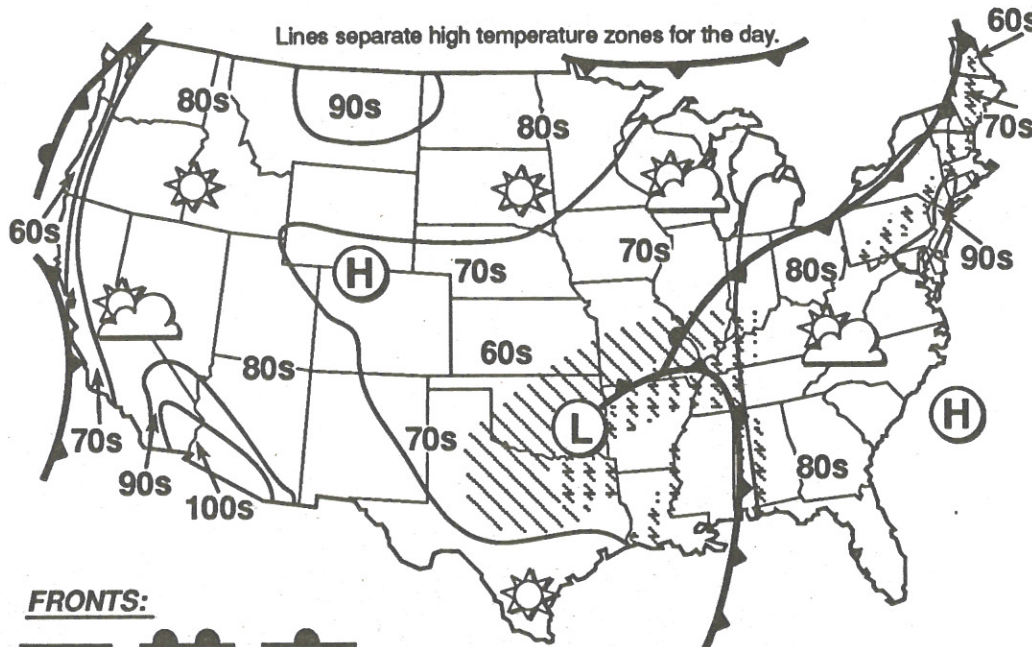 Lines separate high temperature zones for the day.
60s
80s
90s
80s
70s
60s
H
70s
70s
80s
90s
80s
60s
70s
L
H
70s
90s
100s
80s
FRONTS: